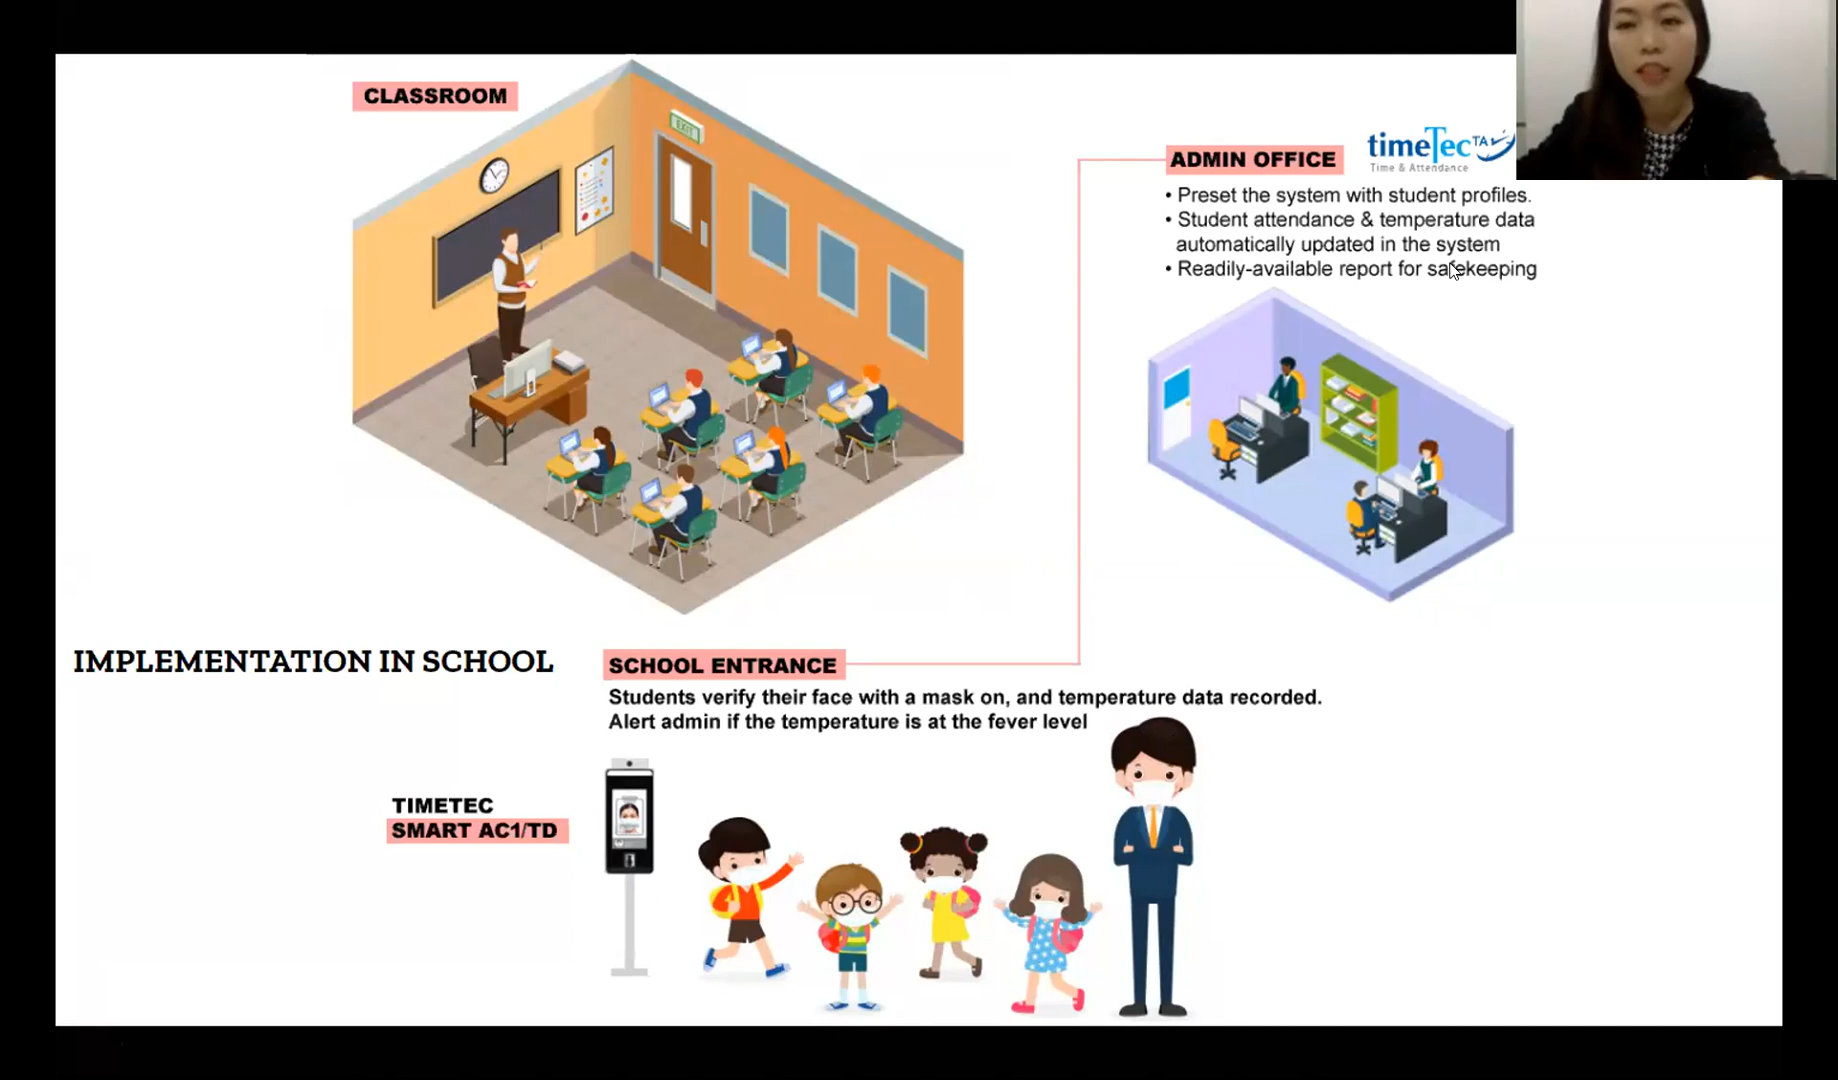 CLASSROOM
EXIT
timeTec TA
Time & Attendance
ADMIN OFFICE
• Preset the system with student profiles.
• Student attendance & temperature data
automatically updated in the system
• Readily-available report for safekeeping
IMPLEMENTATION IN SCHOOL
SCHOOL ENTRANCE
Students verify their face with a mask on, and temperature data recorded.
Alert admin if the temperature is at the fever level
TIMETEC
SMART AC1/TD